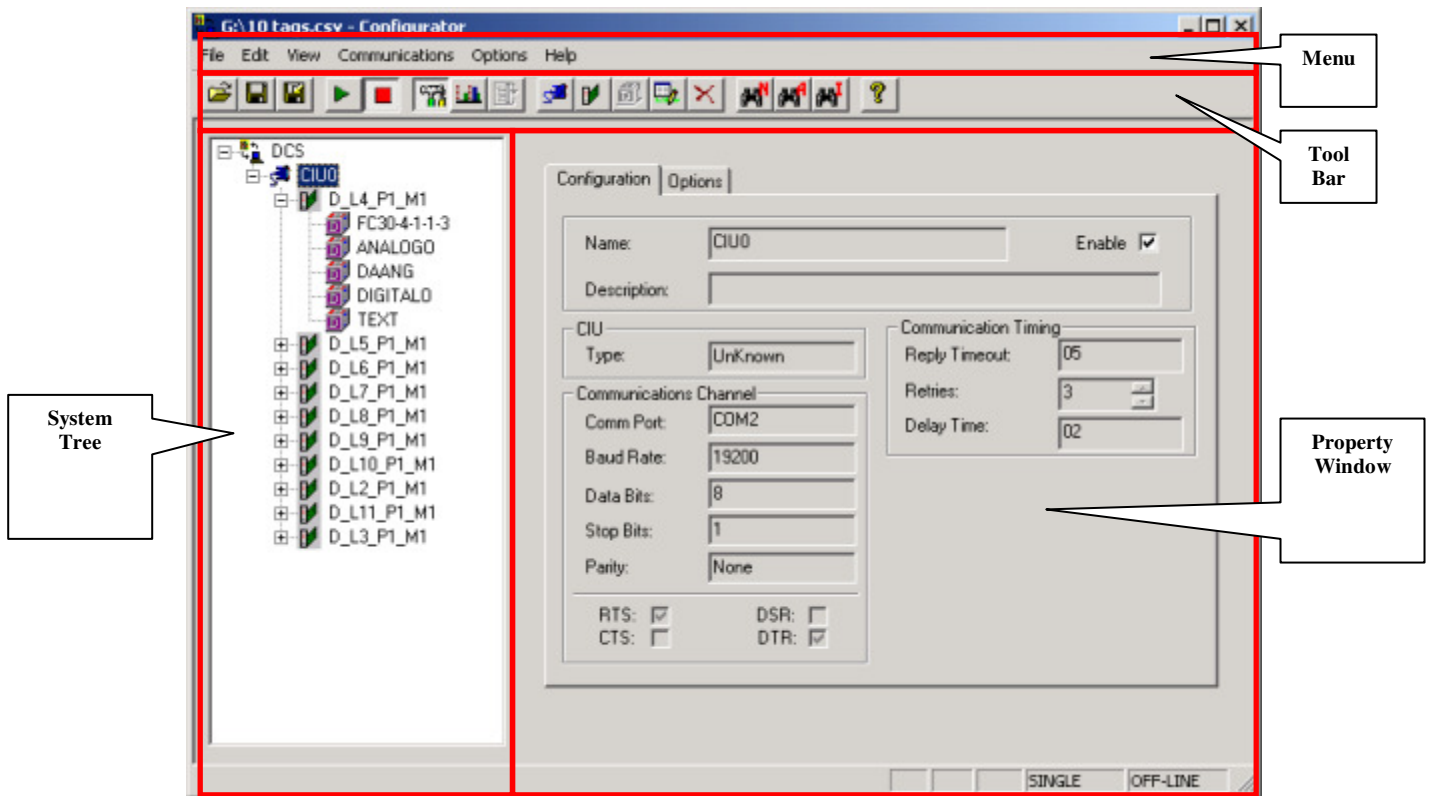 G:\10 tags.csv - Configurator
File Edit View Communications Options Help
Menu
N A I ?
Tool
Bar
DCS
CIU0
D_L4_P1_M1
FC30-4-1-1-3
ANALOGO
DAANG
DIGITALO
TEXT
D_L5_P1_M1
D_L6_P1_M1
D_L7_P1_M1
D_L8_P1_M1
D_L9_P1_M1
D_L10_P1_M1
D_L2_P1_M1
D_L11_P1_M1
D_L3_P1_M1
System
Tree
Configuration Options
Name: CIU0 Enable
Description:
CIU
Type: UnKnown
Communications Channel
Comm Port: COM2
Baud Rate: 19200
Data Bits: 8
Stop Bits: 1
Parity: None
RTS: DSR:
CTS: DTR:
Communication Timing
Reply Timeout: 05
Retries: 3
Delay Time: 02
Property
Window
SINGLE OFF-LINE